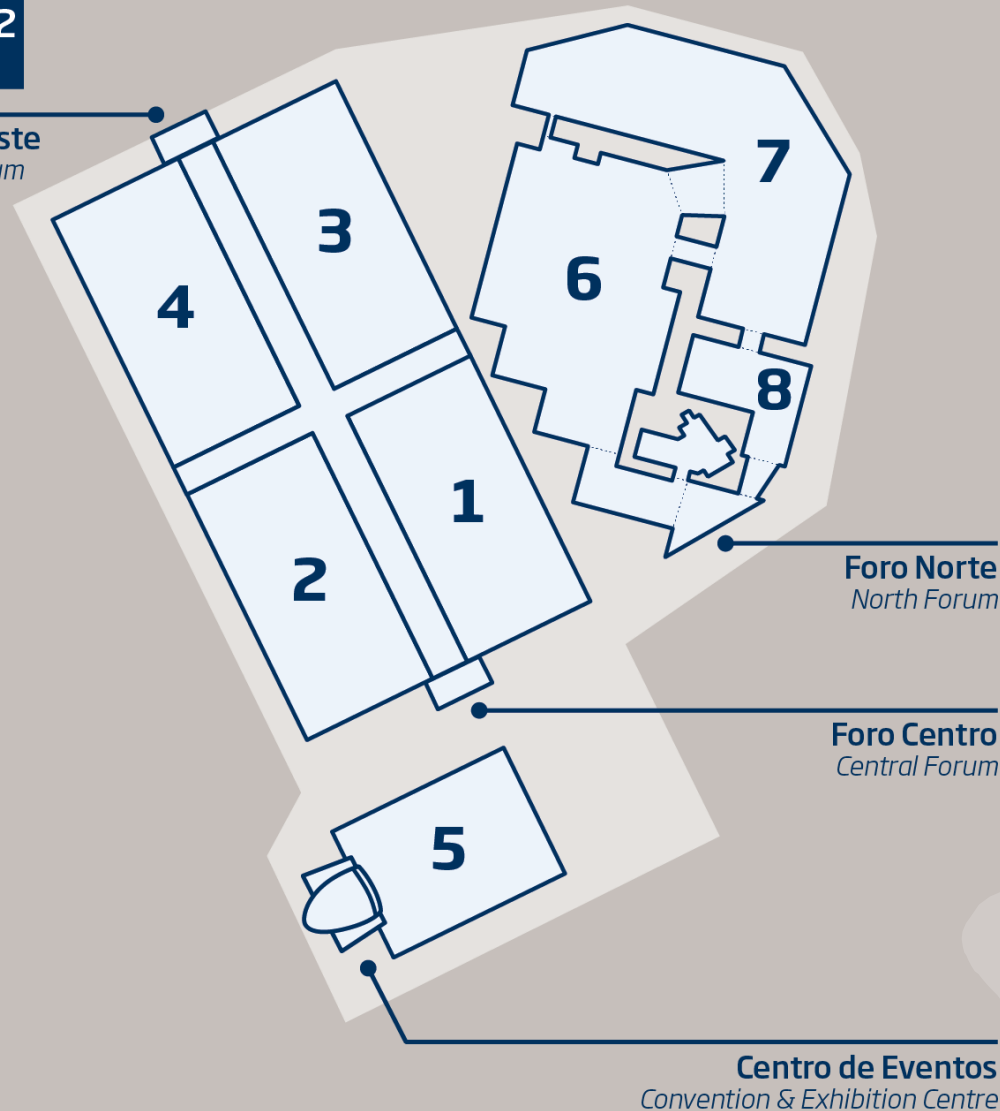 2
ste
um
3
7
4
6
8
1
2
Foro Norte
North Forum
Foro Centro
Central Forum
5
Centro de Eventos
Convention & Exhibition Centre